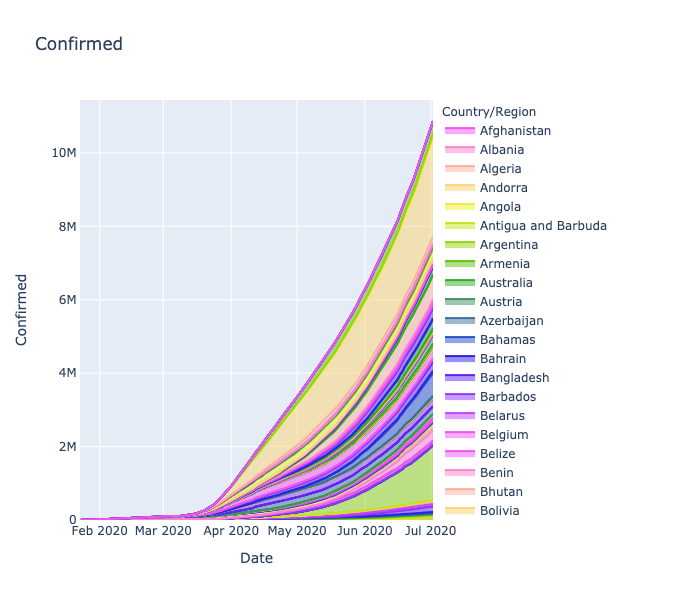 Confirmed
Country/Region
Afghanistan
Albania
Algeria
Andorra
Angola
Antigua and Barbuda
Argentina
Armenia
Australia
Austria
Azerbaijan
Bahamas
Bahrain
Bangladesh
Barbados
Belarus
Belgium
Belize
Benin
Bhutan
Bolivia
10M
8M
6M
4M
2M
0
Confirmed
Feb 2020 Mar 2020 Apr 2020 May 2020 Jun 2020 Jul 2020
Date